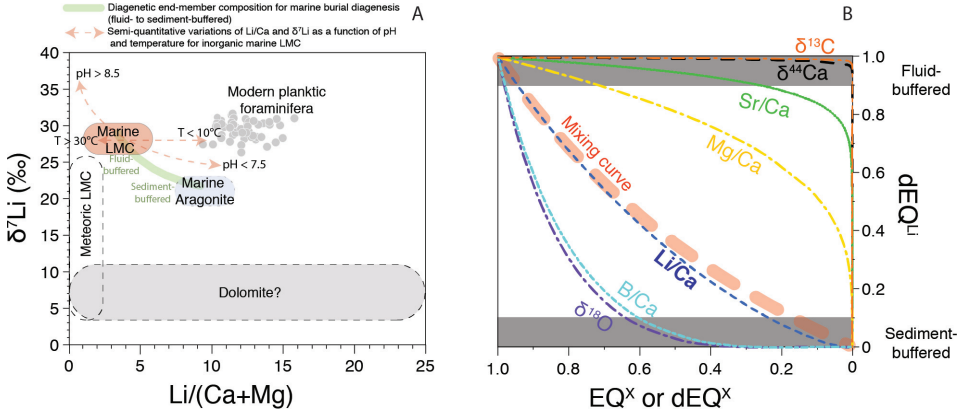 Diagenetic end-member composition for marine burial diagenesis
(fluid- to sediment-buffered)
Semi-quantitative variations of Li/Ca and δ⁷Li as a function of pH
and temperature for inorganic marine LMC
A
40
35
30
25
20
15
10
5
0
δ⁷Li (‰)
pH > 8.5
Modern planktic
foraminifera
Marine
LMC
T > 30℃
T < 10℃
pH < 7.5
Fluid-
buffered
Sediment-
buffered
Marine
Aragonite
Meteoric LMC
Dolomite?
0
5
10
15
20
25
Li/(Ca+Mg)
B
δ¹³C
δ⁴⁴Ca
Sr/Ca
Mg/Ca
Mixing curve
Li/Ca
B/Ca
δ¹⁸O
1.0
0.8
0.6
0.4
0.2
0
Fluid-
buffered
dEQᴸⁱ
Sediment-
buffered
1.0
0.8
0.6
0.4
0.2
0
EQˣ or dEQˣ